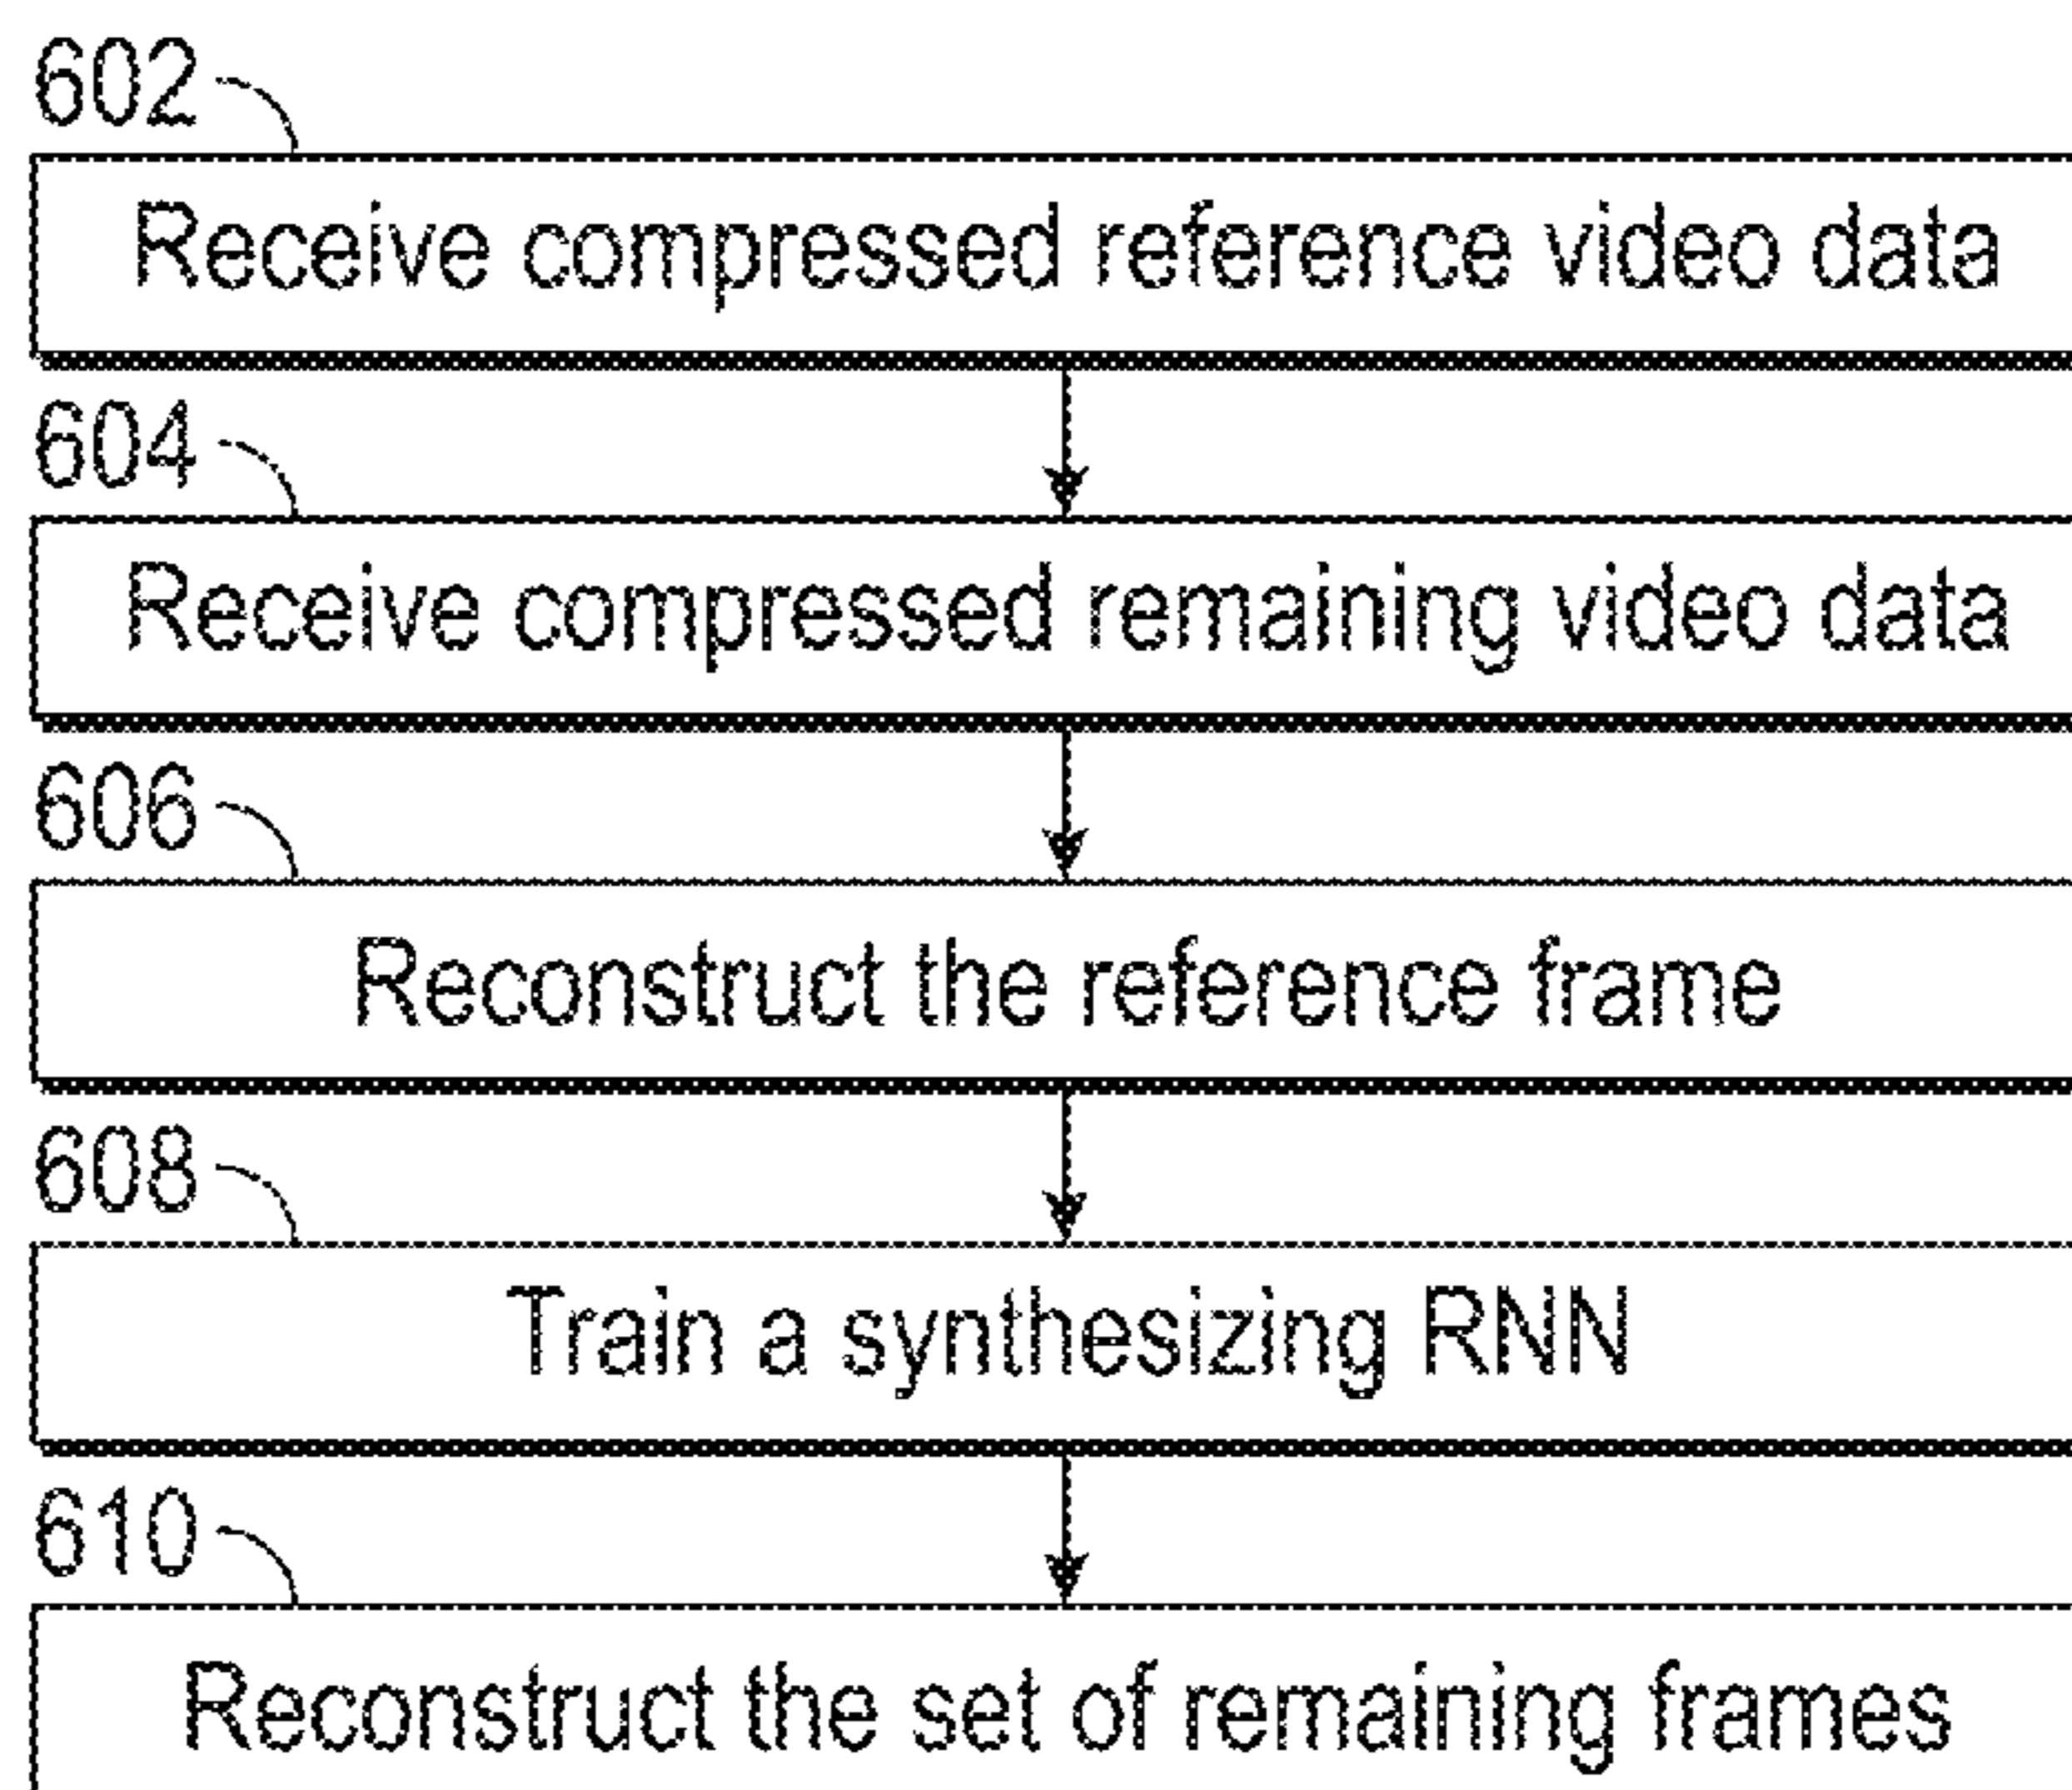 602
Receive compressed reference video data
604
Receive compressed remaining video data
606
Reconstruct the reference frame
608
Train a synthesizing RNN
610
Reconstruct the set of remaining frames